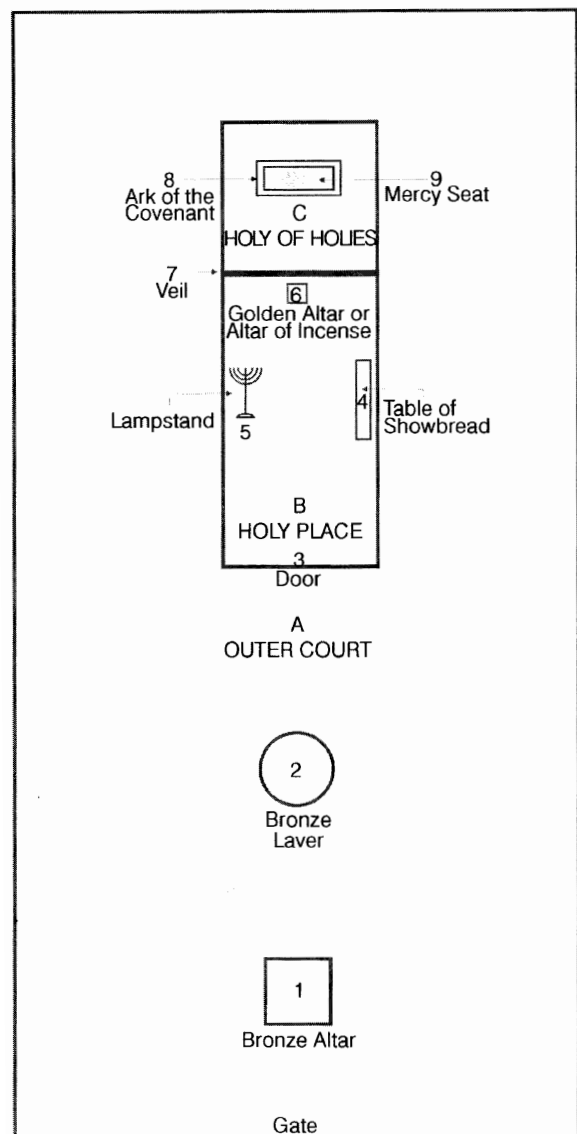 8
Ark of the
Covenant
9
Mercy Seat
C
HOLY OF HOLIES
7
Veil
6
Golden Altar or
Altar of Incense
Lampstand
5
4
Table of
Showbread
B
HOLY PLACE
3
Door
A
OUTER COURT
2
Bronze
Laver
1
Bronze Altar
Gate